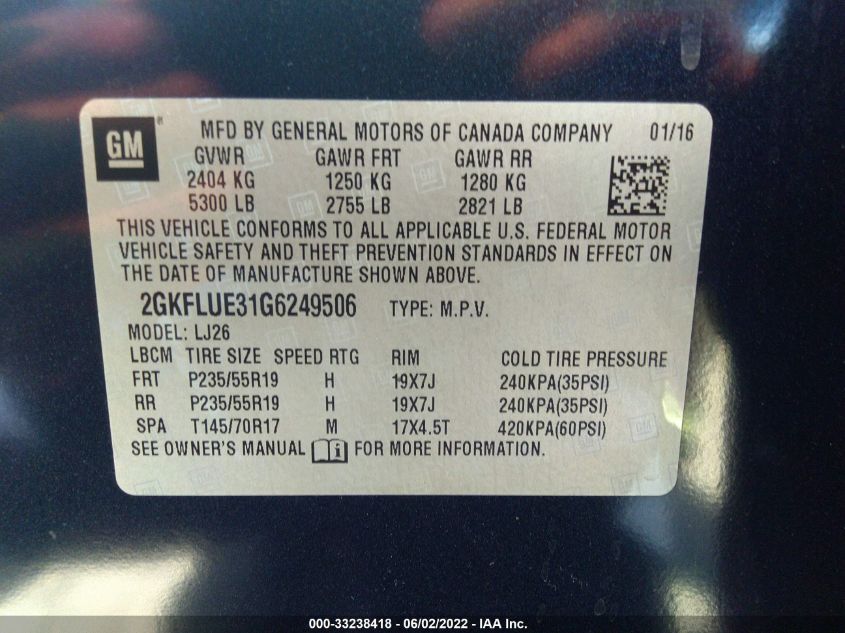 GM ® MFD BY GENERAL MOTORS OF CANADA COMPANY 01/16
GVWR GAWR FRT GAWR RR
2404 KG 1250 KG 1280 KG
5300 LB 2755 LB 2821 LB
THIS VEHICLE CONFORMS TO ALL APPLICABLE U.S. FEDERAL MOTOR
VEHICLE SAFETY AND THEFT PREVENTION STANDARDS IN EFFECT ON
THE DATE OF MANUFACTURE SHOWN ABOVE.
2GKFLUE31G6249506 TYPE: M.P.V.
MODEL: LJ26
LBCM TIRE SIZE SPEED RTG RIM COLD TIRE PRESSURE
FRT P235/55R19 H 19X7J 240KPA(35PSI)
RR P235/55R19 H 19X7J 240KPA(35PSI)
SPA T145/70R17 M 17X4.5T 420KPA(60PSI)
SEE OWNER'S MANUAL i FOR MORE INFORMATION.
000-33238418 - 06/02/2022 - IAA Inc.